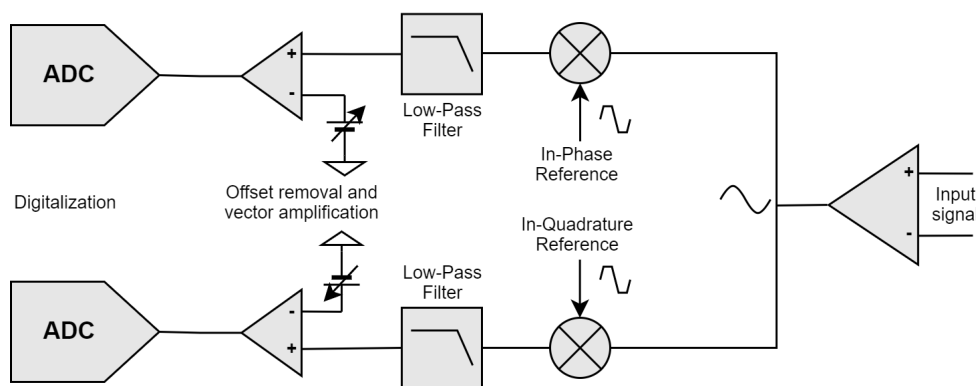 ADC
+
-
Low-Pass
Filter
In-Phase
Reference
Digitalization
Offset removal and
vector amplification
In-Quadrature
Reference
+
-
Input
signal
Low-Pass
Filter
ADC
-
+